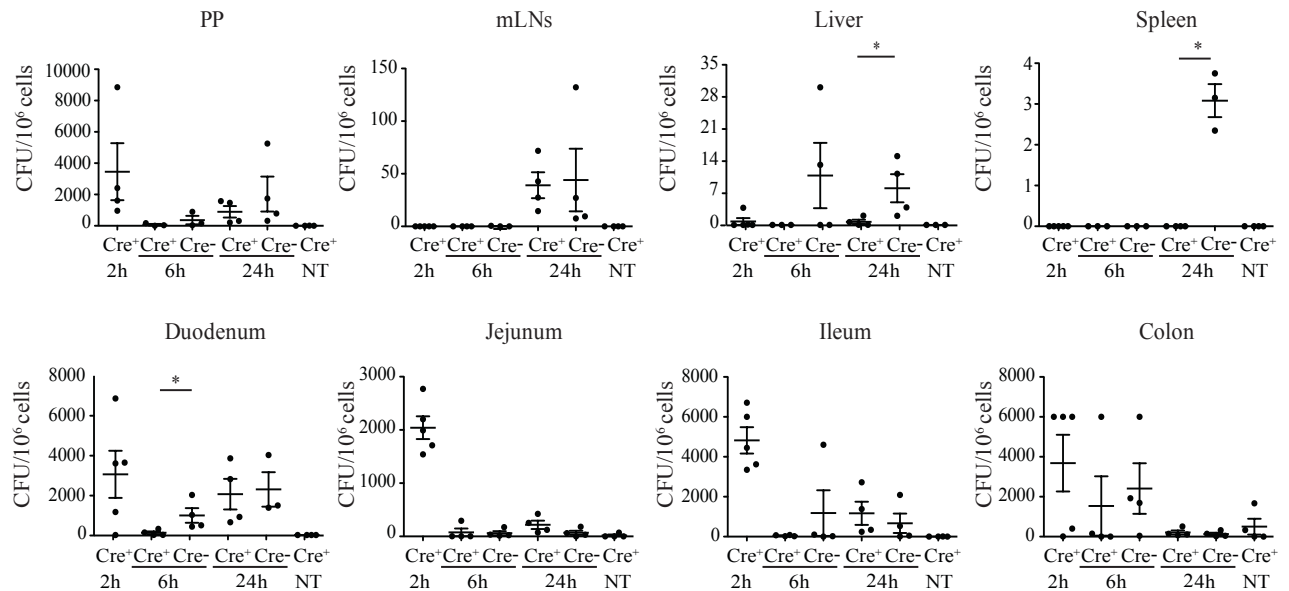 PP
CFU/10⁶ cells
10000
8000
6000
4000
2000
0
Cre⁺ Cre⁺ Cre- Cre⁺ Cre- Cre⁺
2h 6h 24h NT
mLNs
CFU/10⁶ cells
150
100
50
0
Cre⁺ Cre⁺ Cre- Cre⁺ Cre- Cre⁺
2h 6h 24h NT
Liver
*
CFU/10⁶ cells
35
28
21
14
7
0
Cre⁺ Cre⁺ Cre- Cre⁺ Cre- Cre⁺
2h 6h 24h NT
Spleen
*
CFU/10⁶ cells
4
3
2
1
0
Cre⁺ Cre⁺ Cre- Cre⁺ Cre- Cre⁺
2h 6h 24h NT
Duodenum
*
CFU/10⁶ cells
8000
6000
4000
2000
0
Cre⁺ Cre⁺ Cre- Cre⁺ Cre- Cre⁺
2h 6h 24h NT
Jejunum
CFU/10⁶ cells
3000
2000
1000
0
Cre⁺ Cre⁺ Cre- Cre⁺ Cre- Cre⁺
2h 6h 24h NT
Ileum
CFU/10⁶ cells
8000
6000
4000
2000
0
Cre⁺ Cre⁺ Cre- Cre⁺ Cre- Cre⁺
2h 6h 24h NT
Colon
CFU/10⁶ cells
8000
6000
4000
2000
0
Cre⁺ Cre⁺ Cre- Cre⁺ Cre- Cre⁺
2h 6h 24h NT